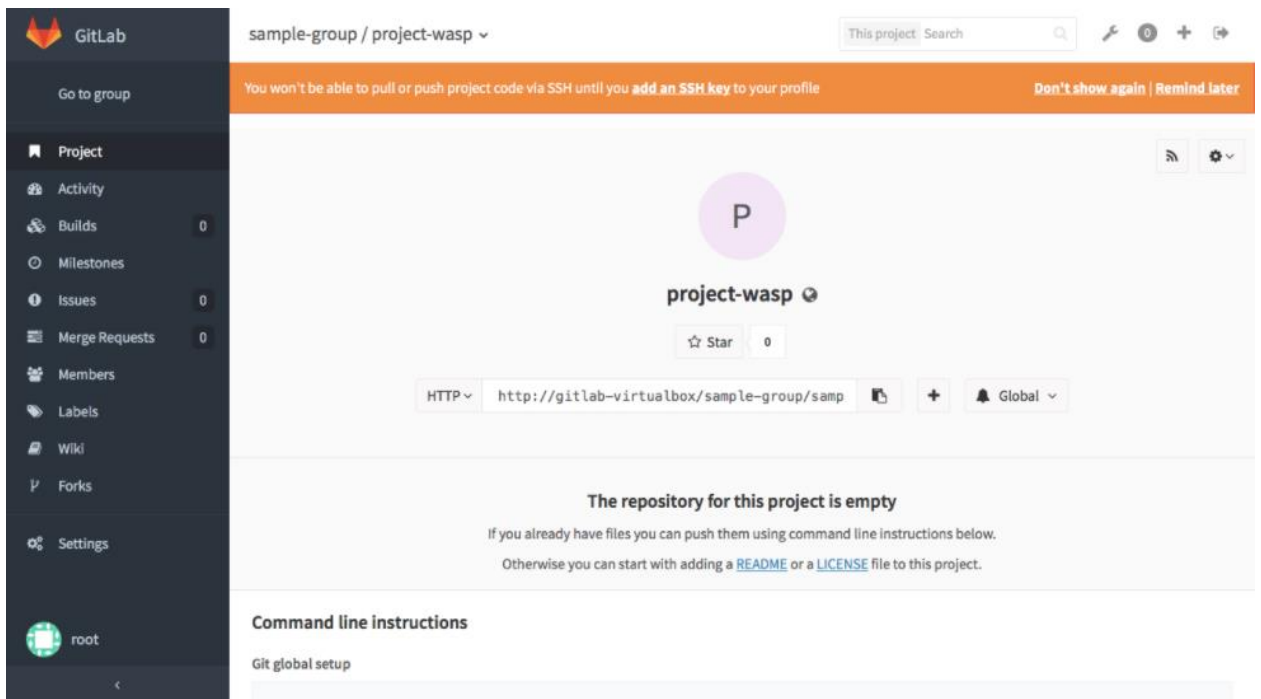 GitLab
sample-group / project-wasp
This project Search
0
Go to group
You won't be able to pull or push project code via SSH until you add an SSH key to your profile
Don't show again | Remind later
Project
Activity
Builds 0
Milestones
Issues 0
Merge Requests 0
Members
Labels
Wiki
Forks
Settings
root
P
project-wasp
Star 0
HTTP http://gitlab-virtualbox/sample-group/samp
Global
The repository for this project is empty
If you already have files you can push them using command line instructions below.
Otherwise you can start with adding a README or a LICENSE file to this project.
Command line instructions
Git global setup